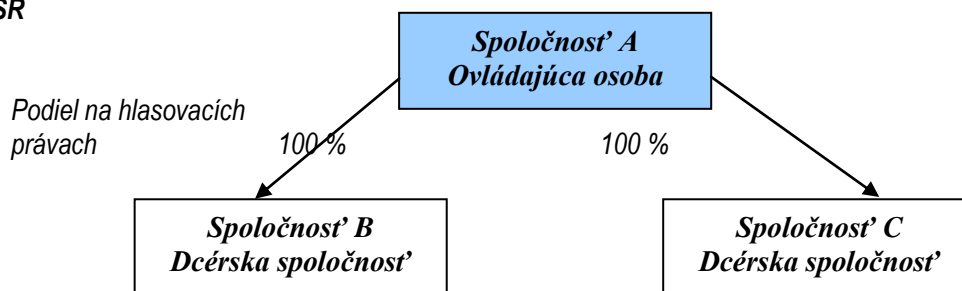 SR
Spoločnosť A
Ovládajúca osoba
Podiel na hlasovacích
právach
100 %
100 %
Spoločnosť B
Dcérska spoločnosť
Spoločnosť C
Dcérska spoločnosť